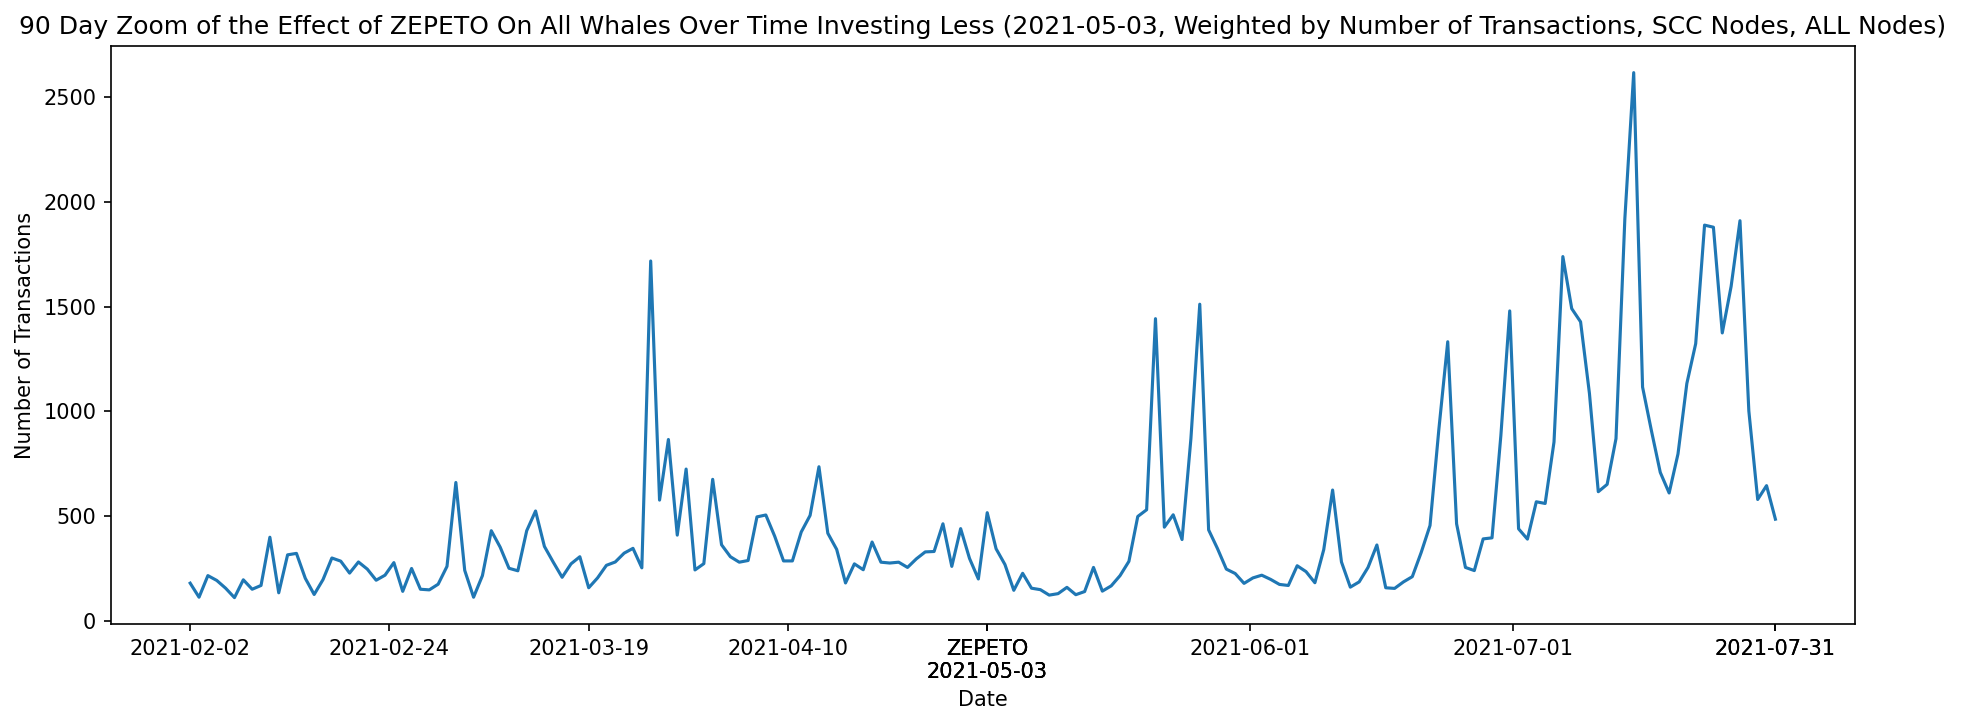 90 Day Zoom of the Effect of ZEPETO On All Whales Over Time Investing Less (2021-05-03, Weighted by Number of Transactions, SCC Nodes, ALL Nodes)
Number of Transactions
2500
2000
1500
1000
500
0
2021-02-02 2021-02-24 2021-03-19 2021-04-10 ZEPETO 2021-06-01 2021-07-01 2021-07-31
2021-05-03
Date